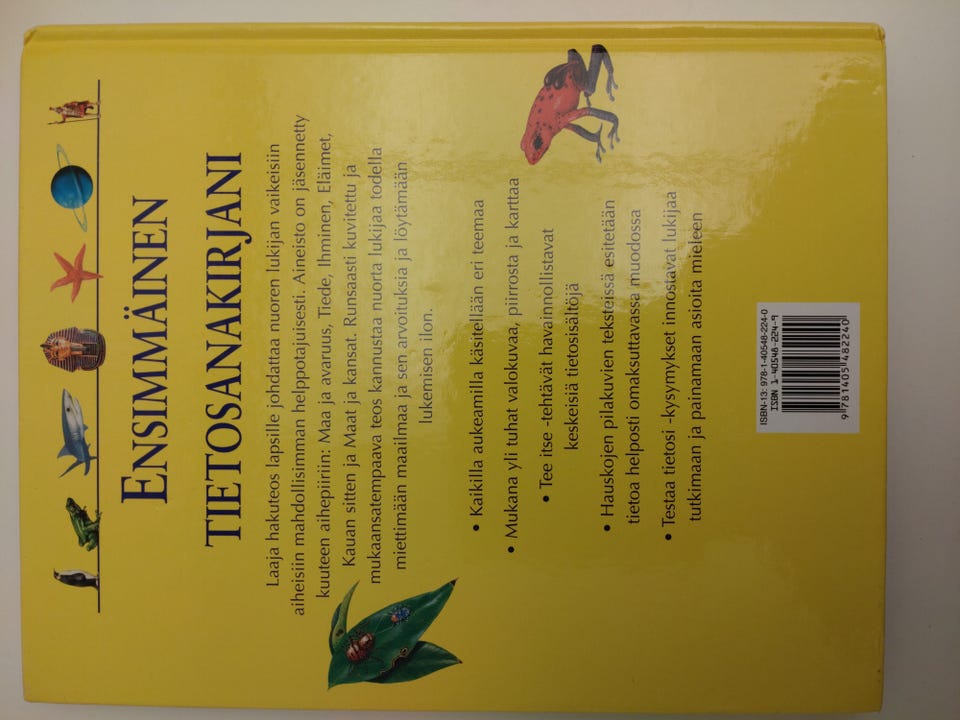 ENSIMMÄINEN
TIETOSANAKIRJANI
Laaja hakuteos lapsille johdattaa nuoren lukijan vaikeisiin
aiheisiin mahdollisimman helppotajuisesti. Aineisto on jäsennetty
kuuteen aihepiiriin: Maa ja avaruus, Tiede, Ihminen, Eläimet,
Kauan sitten ja Maat ja kansat. Runsaasti kuvitettu ja
mukaansatempaava teos kannustaa nuorta lukijaa todella
miettimään maailmaa ja sen arvoituksia ja löytämään
lukemisen ilon.
• Kaikilla aukeamilla käsitellään eri teemaa
• Mukana yli tuhat valokuvaa, piirrosta ja karttaa
• Tee itse -tehtävät havainnollistavat
keskeisiä tietosisältöjä
• Hauskojen pilakuvien teksteissä esitetään
tietoa helposti omaksuttavassa muodossa
• Testaa tietosi -kysymykset innostavat lukijaa
tutkimaan ja painamaan asioita mieleen
ISBN-13: 978-1-40548-224-0
ISBN 1-40548-224-9
9 781405 482240